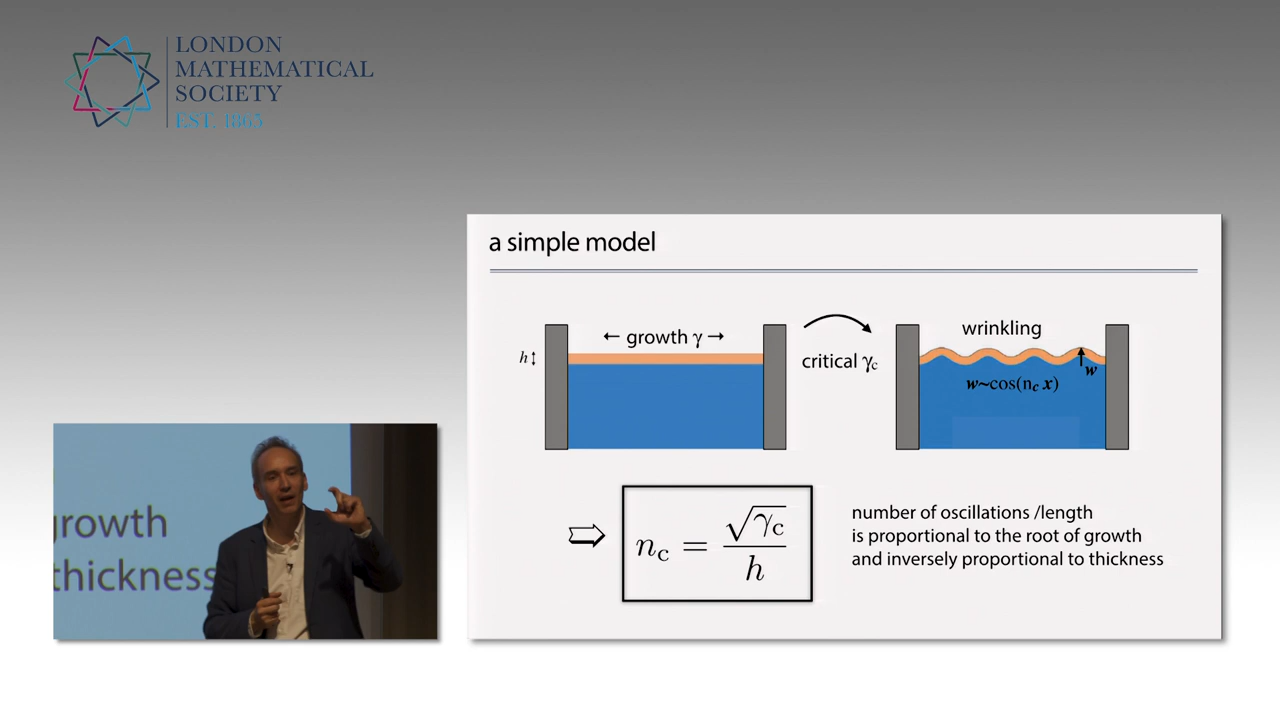 LONDON
MATHEMATICAL
SOCIETY
EST. 1865
a simple model
← growth γ →
h↕
critical γc
wrinkling
w
w~cos(nc x)
growth
thickness
⇨ nc = √γc / h
number of oscillations /length
is proportional to the root of growth
and inversely proportional to thickness